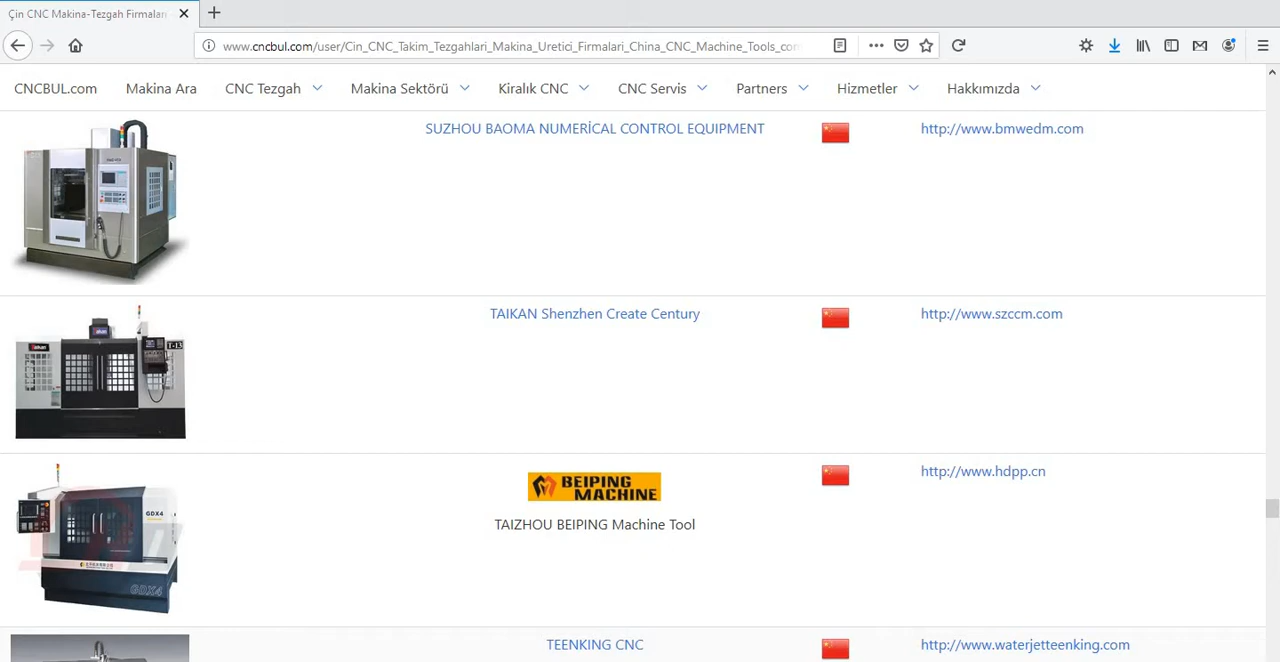 Çin CNC Makina-Tezgah Firmaları
www.cncbul.com/user/Cin_CNC_Takim_Tezgahlari_Makina_Uretici_Firmalari_China_CNC_Machine_Tools_co
CNCBUL.com Makina Ara CNC Tezgah Makina Sektörü Kiralık CNC CNC Servis Partners Hizmetler Hakkımızda
SUZHOU BAOMA NUMERİCAL CONTROL EQUIPMENT http://www.bmwedm.com
TAIKAN Shenzhen Create Century http://www.szccm.com
T-13
BEIPING
MACHINE
http://www.hdpp.cn
TAIZHOU BEIPING Machine Tool
GDX4
GDX4
TEENKING CNC http://www.waterjetteenking.com